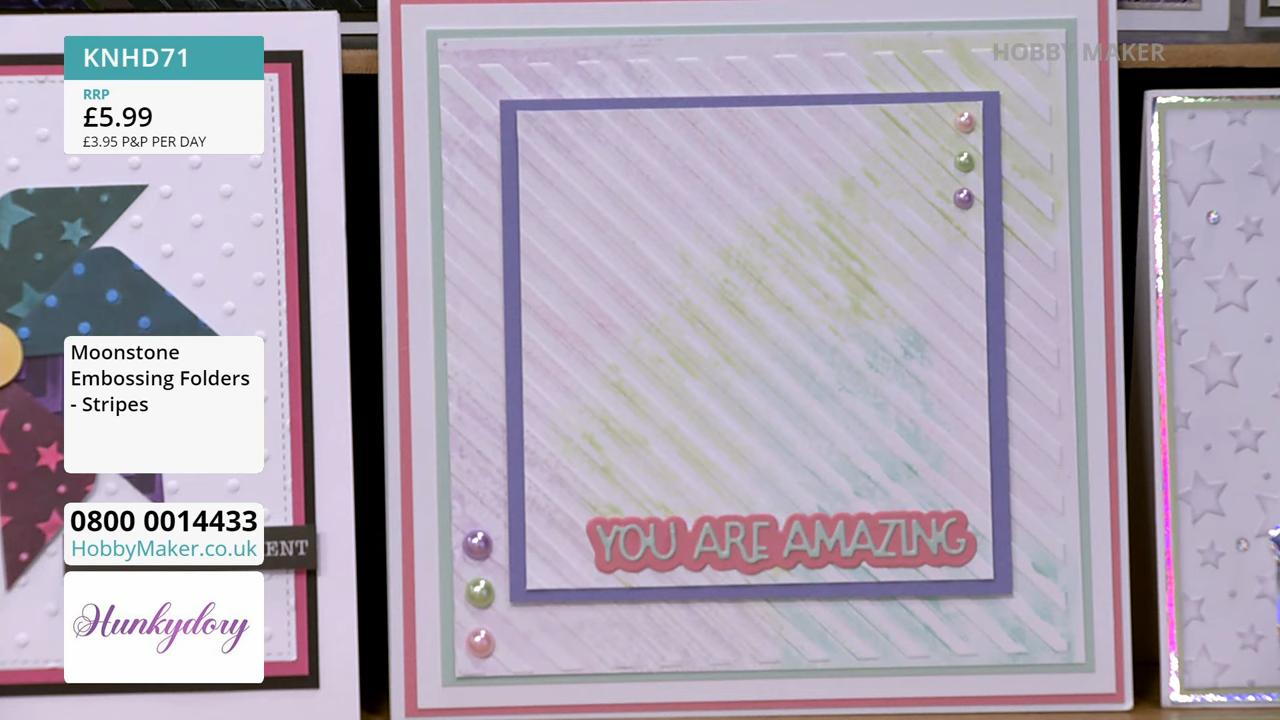 KNHD71
RRP
£5.99
£3.95 P&P PER DAY
HOBBY MAKER
Moonstone
Embossing Folders
- Stripes
0800 0014433
HobbyMaker.co.uk
ENT
Hunkydory
YOU ARE AMAZING